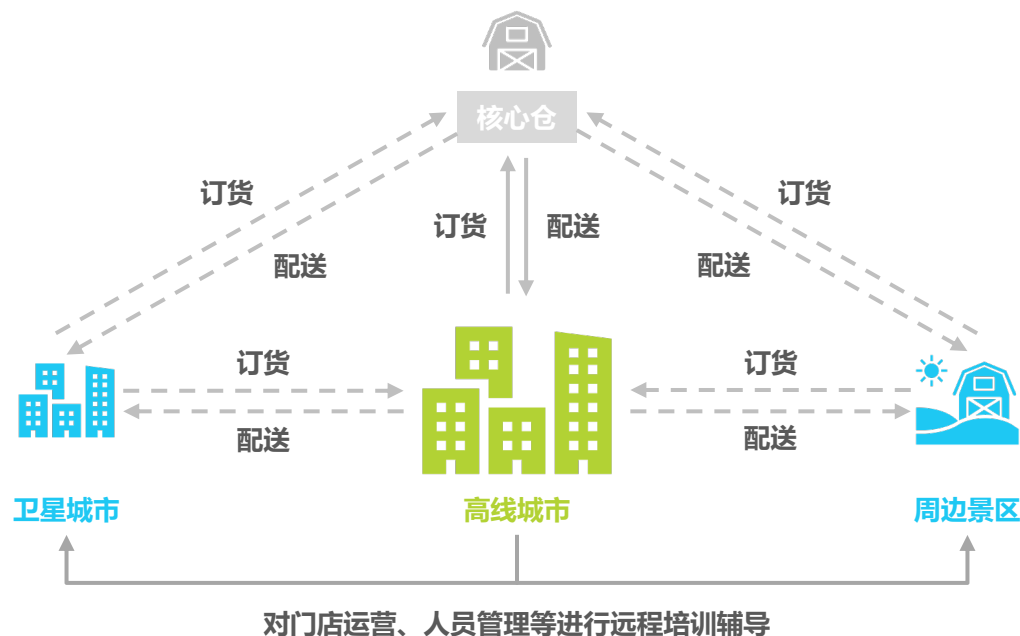 核心仓
订货
订货
订货
配送
配送
配送
订货
订货
配送
配送
卫星城市
高线城市
周边景区
对门店运营、人员管理等进行远程培训辅导